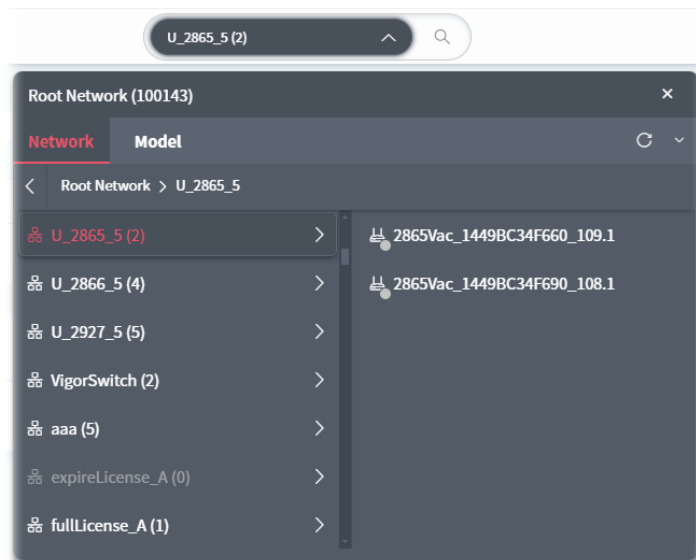 U_2865_5 (2)
Root Network (100143)
Network Model
Root Network > U_2865_5
U_2865_5 (2)
2865Vac_1449BC34F660_109.1
U_2866_5 (4)
2865Vac_1449BC34F690_108.1
U_2927_5 (5)
VigorSwitch (2)
aaa (5)
expireLicense_A (0)
fullLicense_A (1)